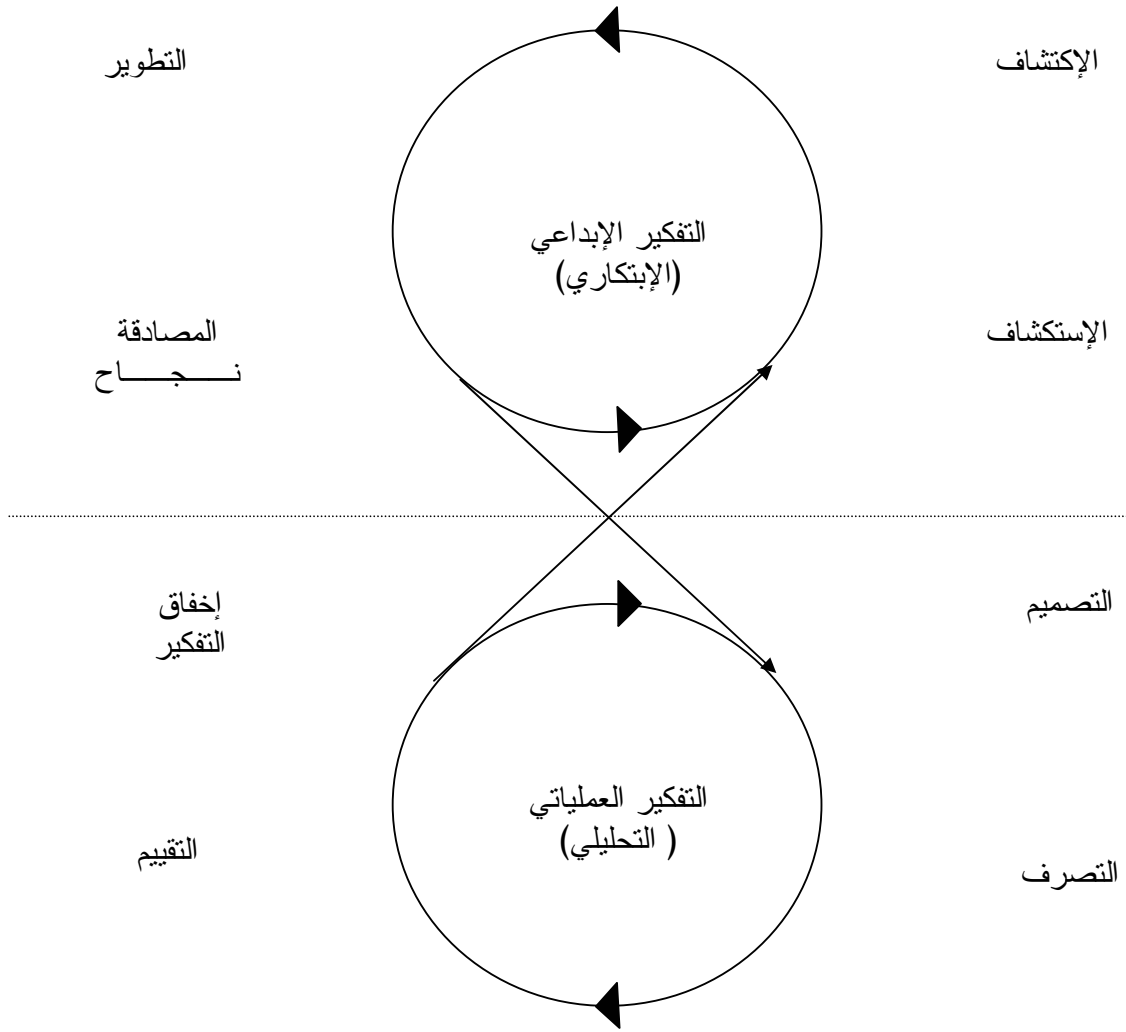 الإكتشاف
التطوير
التفكير الإبداعي
(الإبتكاري)
الإستكشاف
المصادقة
نـــجـــاح
التصميم
إخفاق
التفكير
التفكير العملياتي
( التحليلي)
التصرف
التقييم